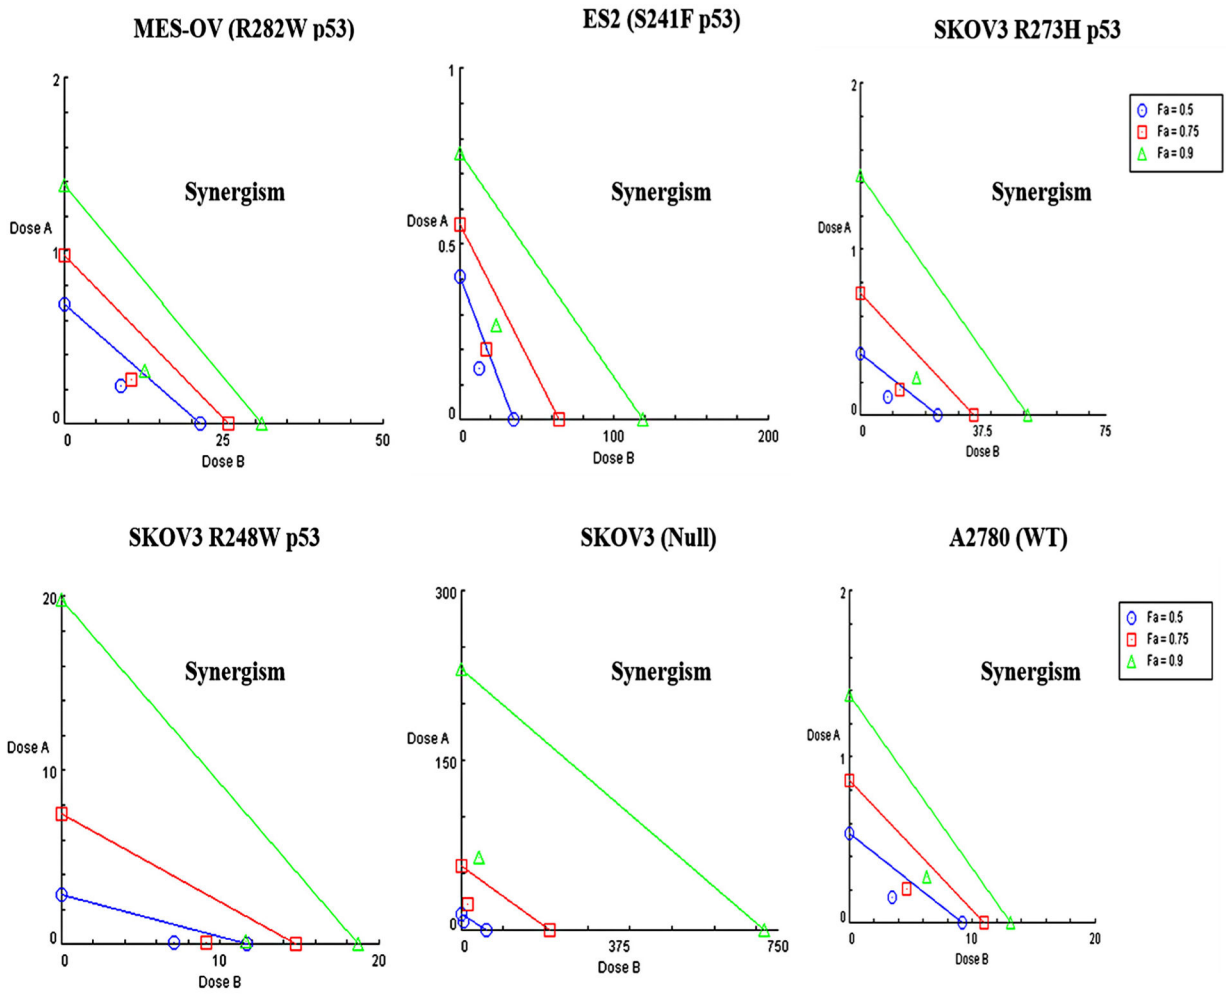 MES-OV (R282W p53)
2
Synergism
Dose A
1
0
0
25
50
Dose B
ES2 (S241F p53)
1
Synergism
Dose A
0.5
0
0
100
200
Dose B
SKOV3 R273H p53
2
Fa = 0.5
Fa = 0.75
Fa = 0.9
Synergism
Dose A
1
0
0
37.5
75
Dose B
SKOV3 R248W p53
20
Synergism
Dose A
10
0
0
10
20
Dose B
SKOV3 (Null)
300
Synergism
Dose A
150
0
0
375
750
Dose B
A2780 (WT)
2
Fa = 0.5
Fa = 0.75
Fa = 0.9
Synergism
Dose A
1
0
0
10
20
Dose B